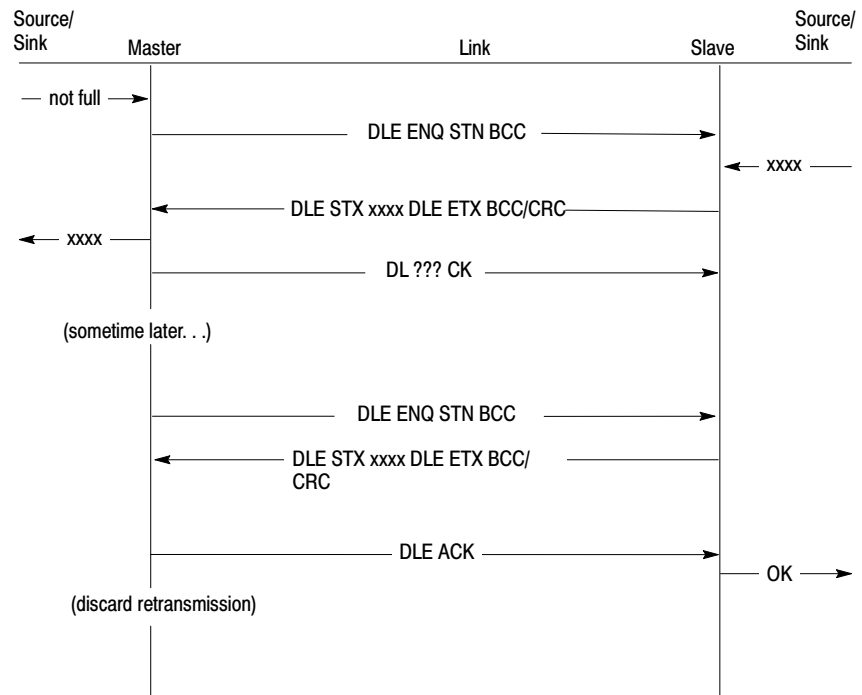 Source/
Sink
Master
Link
Slave
Source/
Sink
not full
DLE ENQ STN BCC
xxxx
DLE STX xxxx DLE ETX BCC/CRC
xxxx
DL ??? CK
(sometime later. . .)
DLE ENQ STN BCC
DLE STX xxxx DLE ETX BCC/
CRC
DLE ACK
OK
(discard retransmission)